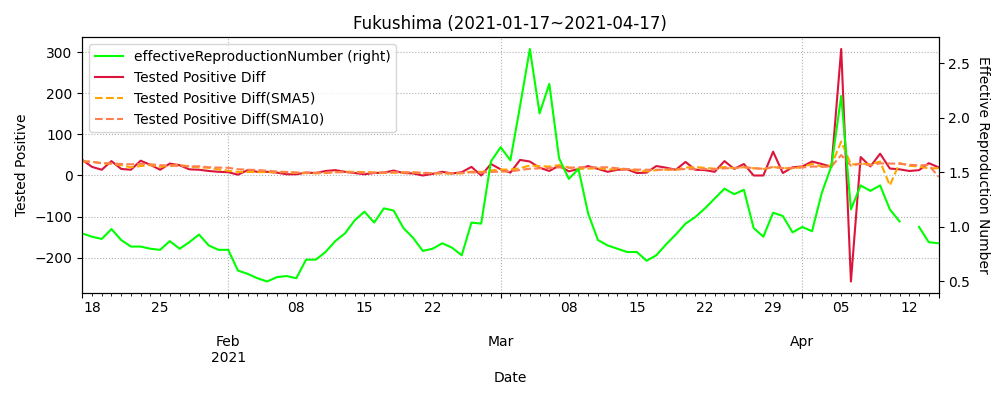 Fukushima (2021-01-17~2021-04-17)
effectiveReproductionNumber (right)
Tested Positive Diff
Tested Positive Diff(SMA5)
Tested Positive Diff(SMA10)
Tested Positive
300
200
100
0
−100
−200
Effective Reproduction Number
2.5
2.0
1.5
1.0
0.5
18 25 08 15 22 08 15 22 29 05 12
Feb Mar Apr
2021
Date